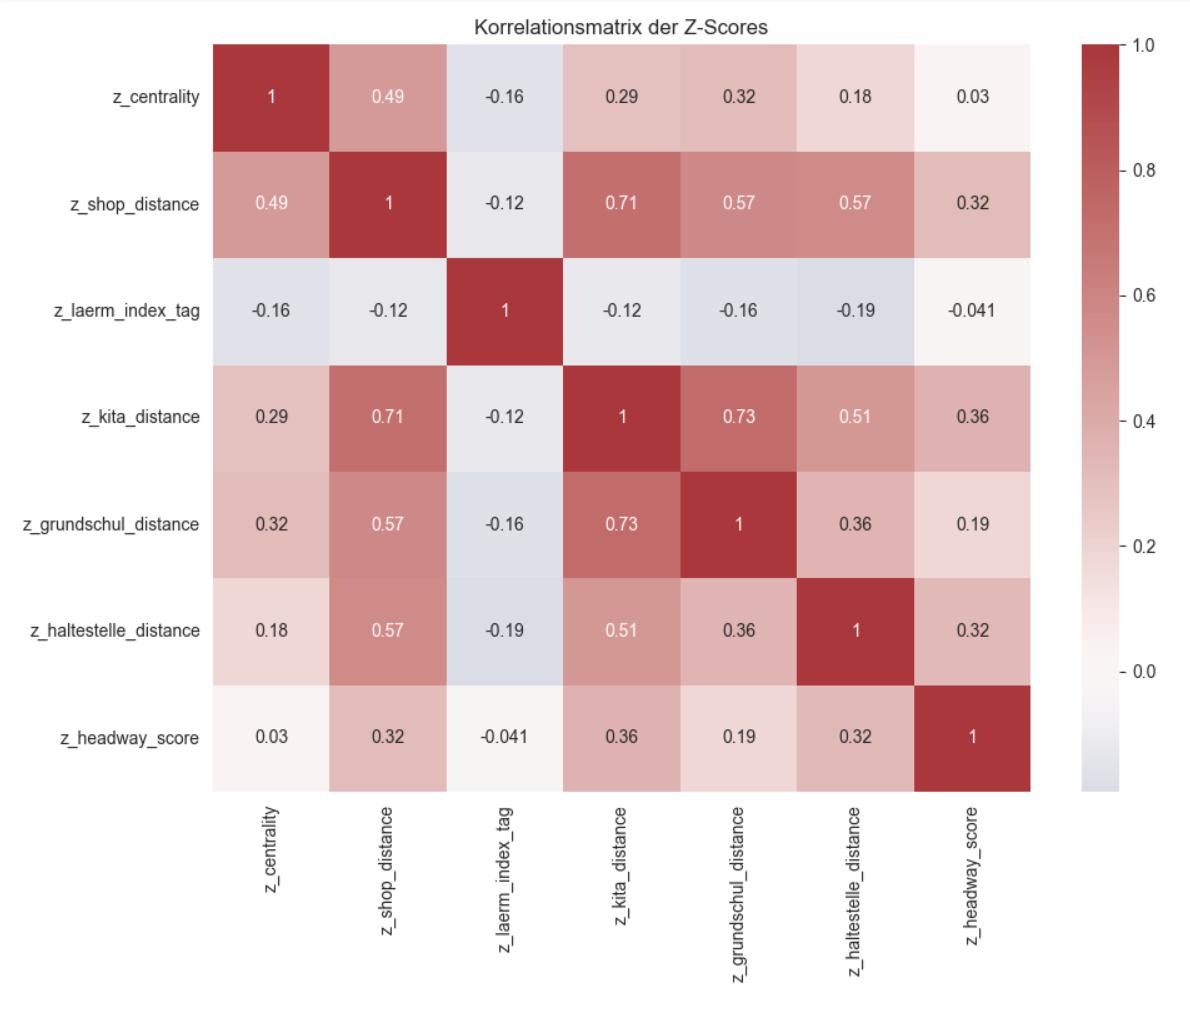 Korrelationsmatrix der Z-Scores
z_centrality 1 0.49 -0.16 0.29 0.32 0.18 0.03
z_shop_distance 0.49 1 -0.12 0.71 0.57 0.57 0.32
z_laerm_index_tag -0.16 -0.12 1 -0.12 -0.16 -0.19 -0.041
z_kita_distance 0.29 0.71 -0.12 1 0.73 0.51 0.36
z_grundschul_distance 0.32 0.57 -0.16 0.73 1 0.36 0.19
z_haltestelle_distance 0.18 0.57 -0.19 0.51 0.36 1 0.32
z_headway_score 0.03 0.32 -0.041 0.36 0.19 0.32 1
z_centrality
z_shop_distance
z_laerm_index_tag
z_kita_distance
z_grundschul_distance
z_haltestelle_distance
z_headway_score
1.0
0.8
0.6
0.4
0.2
0.0